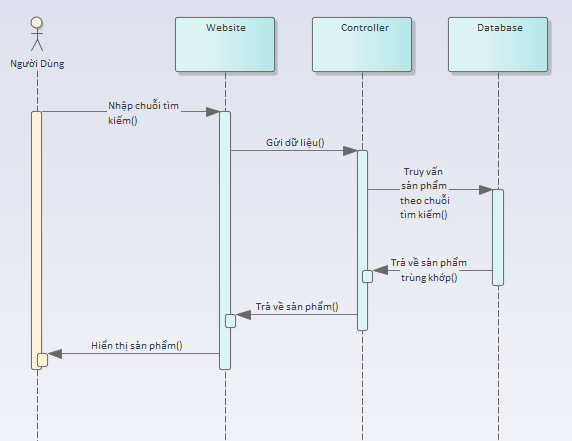 Website
Controller
Database
Người Dùng
Nhập chuỗi tìm
kiếm()
Gửi dữ liệu()
Truy vấn
sản phẩm
theo chuỗi
tìm kiếm()
Trả về sản phẩm
trùng khớp()
Trả về sản phẩm()
Hiển thị sản phẩm()